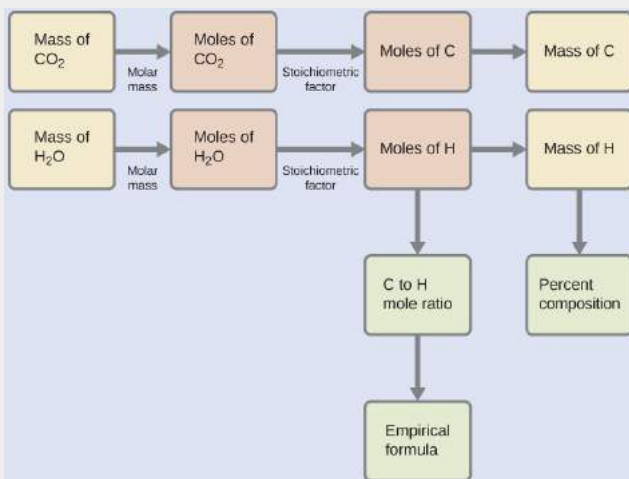 Mass of
CO₂
Molar
mass
Moles of
CO₂
Stoichiometric
factor
Moles of C
Mass of C
Mass of
H₂O
Molar
mass
Moles of
H₂O
Stoichiometric
factor
Moles of H
Mass of H
C to H
mole ratio
Percent
composition
Empirical
formula